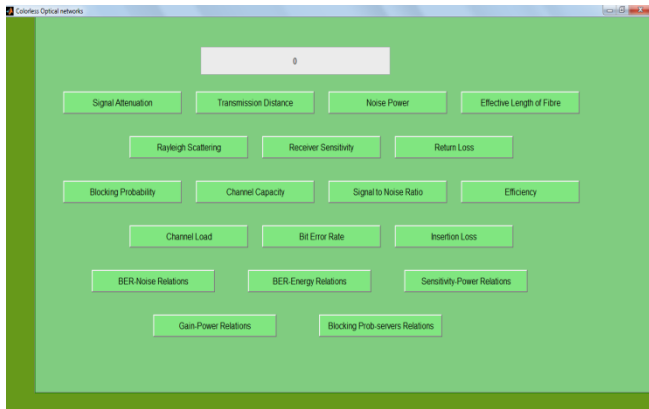 Colorless Optical networks
0
Signal Attenuation Transmission Distance Noise Power Effective Length of Fibre
Rayleigh Scattering Receiver Sensitivity Return Loss
Blocking Probability Channel Capacity Signal to Noise Ratio Efficiency
Channel Load Bit Error Rate Insertion Loss
BER-Noise Relations BER-Energy Relations Sensitivity-Power Relations
Gain-Power Relations Blocking Prob-servers Relations